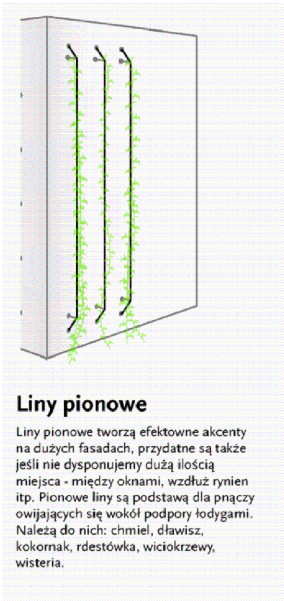 Liny pionowe
Liny pionowe tworzą efektowne akcenty
na dużych fasadach, przydatne są także
jeśli nie dysponujemy dużą ilością
miejsca - między oknami, wzdłuż rynien
itp. Pionowe liny są podstawą dla pnączy
owijających się wokół podpory łodygami.
Należą do nich: chmiel, dławisz,
kokornak, rdestówka, wiciokrzewy,
wisteria.